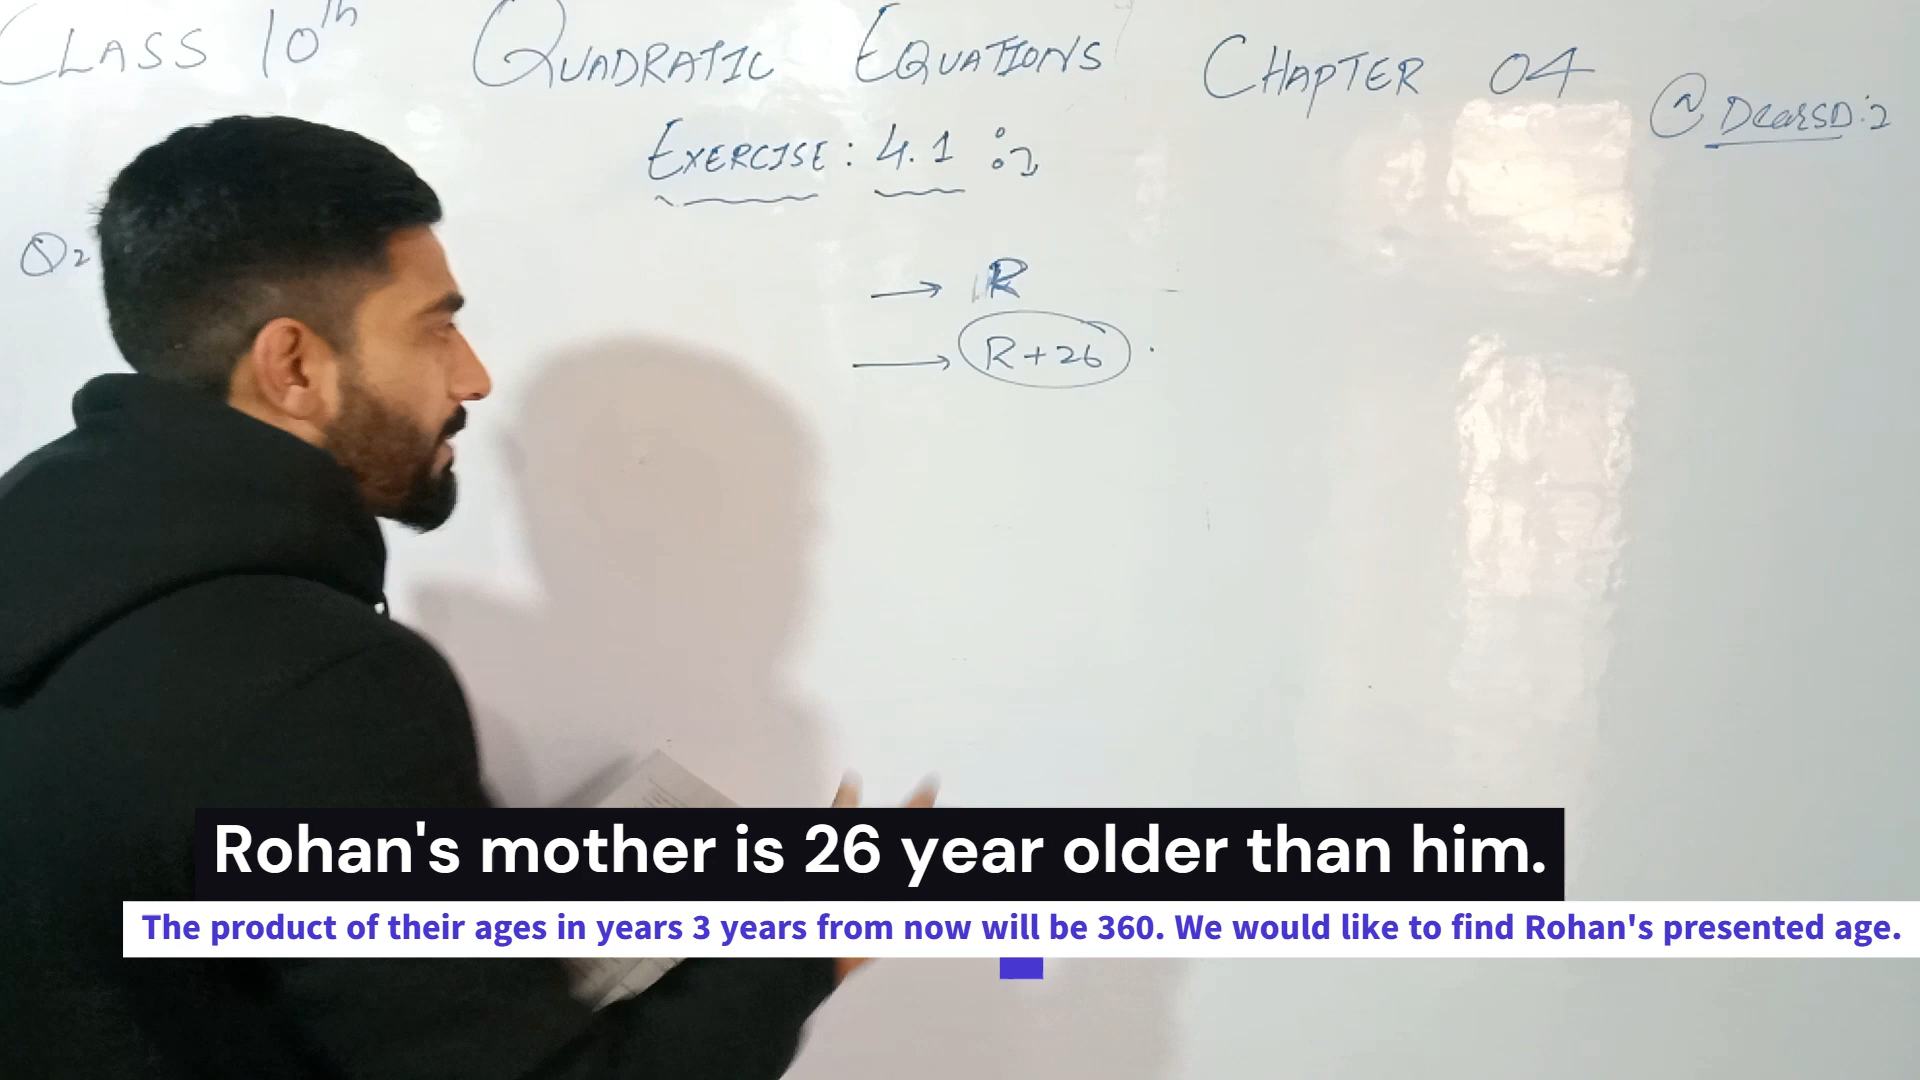 CLASS 10th QUADRATIC EQUATIONS CHAPTER 04
@DearSD:2
EXERCISE: 4.1
Q2
→ R
→ R+26
Rohan's mother is 26 year older than him.
The product of their ages in years 3 years from now will be 360. We would like to find Rohan's presented age.